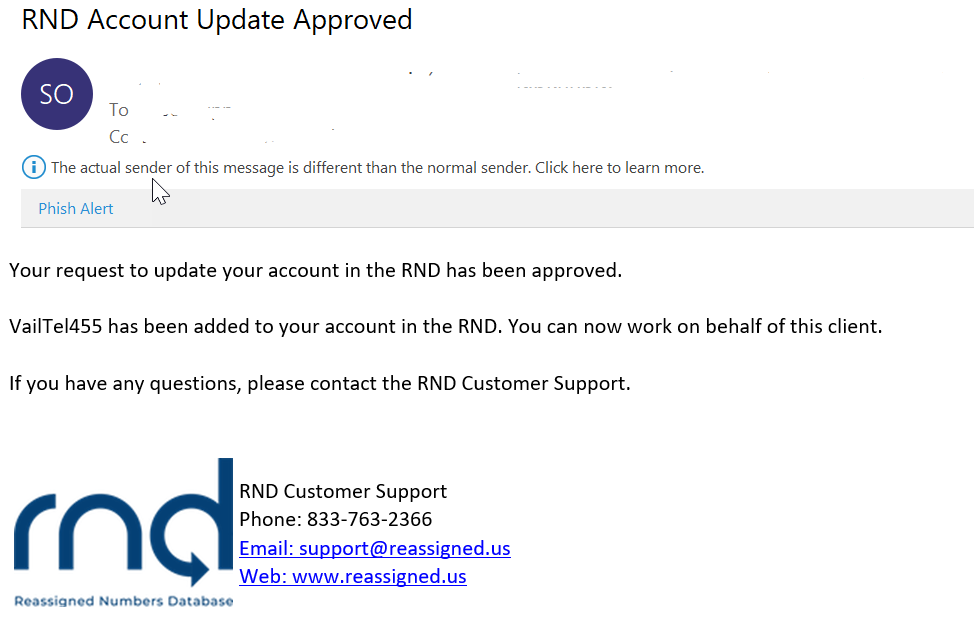 RND Account Update Approved
SO
To
Cc
The actual sender of this message is different than the normal sender. Click here to learn more.
Phish Alert
Your request to update your account in the RND has been approved.
VailTel455 has been added to your account in the RND. You can now work on behalf of this client.
If you have any questions, please contact the RND Customer Support.
rnd
Reassigned Numbers Database
RND Customer Support
Phone: 833-763-2366
Email: support@reassigned.us
Web: www.reassigned.us